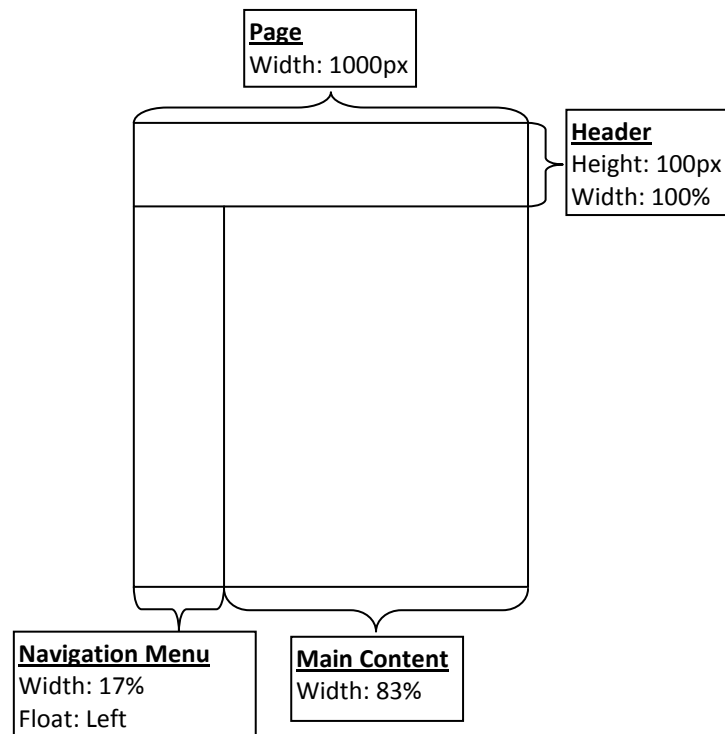 Page
Width: 1000px
Header
Height: 100px
Width: 100%
Navigation Menu
Width: 17%
Float: Left
Main Content
Width: 83%